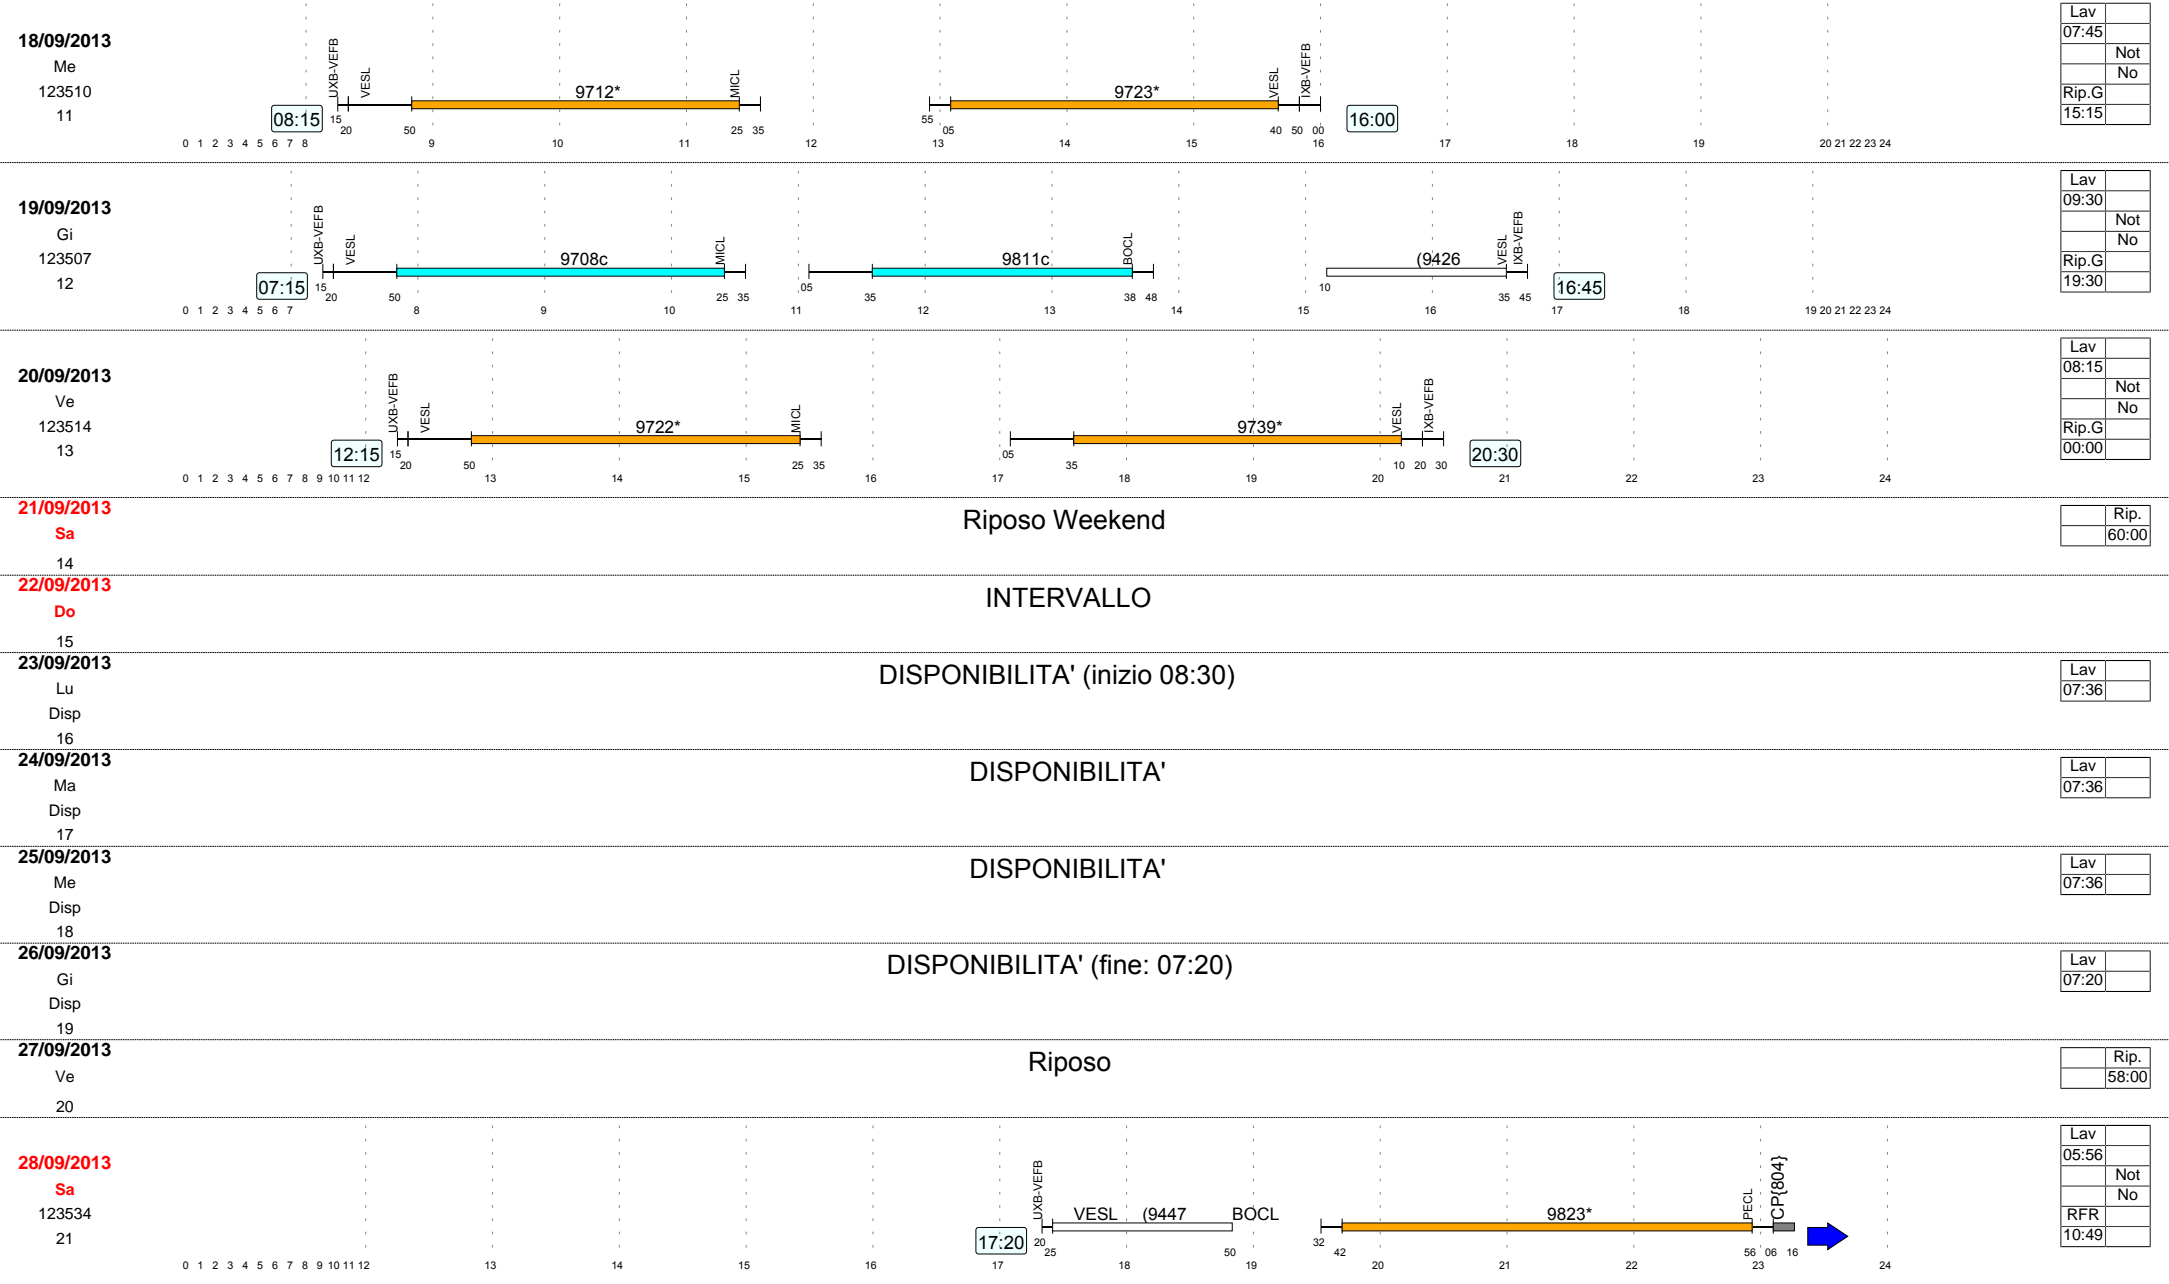 18/09/2013
Me
123510
11
08:15
UXB-VEFB
VESL
9712*
MICL
9723*
VESL
IXB-VEFB
16:00
15 20 50 25 35 55 05 40 50 00
0 1 2 3 4 5 6 7 8 9 10 11 12 13 14 15 16 17 18 19 20 21 22 23 24
Lav
07:45
Not
No
Rip.G
15:15
19/09/2013
Gi
123507
12
07:15
UXB-VEFB
VESL
9708c
MICL
9811c
BOCL
(9426
VESL
IXB-VEFB
16:45
15 20 50 25 35 05 35 38 48 10 35 45
0 1 2 3 4 5 6 7 8 9 10 11 12 13 14 15 16 17 18 19 20 21 22 23 24
Lav
09:30
Not
No
Rip.G
19:30
20/09/2013
Ve
123514
13
12:15
UXB-VEFB
VESL
9722*
MICL
9739*
VESL
IXB-VEFB
20:30
15 20 50 25 35 05 35 10 20 30
0 1 2 3 4 5 6 7 8 9 10 11 12 13 14 15 16 17 18 19 20 21 22 23 24
Lav
08:15
Not
No
Rip.G
00:00
21/09/2013
Sa
14
Riposo Weekend
Rip.
60:00
22/09/2013
Do
15
INTERVALLO
23/09/2013
Lu
Disp
16
DISPONIBILITA' (inizio 08:30)
Lav
07:36
24/09/2013
Ma
Disp
17
DISPONIBILITA'
Lav
07:36
25/09/2013
Me
Disp
18
DISPONIBILITA'
Lav
07:36
26/09/2013
Gi
Disp
19
DISPONIBILITA' (fine: 07:20)
Lav
07:20
27/09/2013
Ve
20
Riposo
Rip.
58:00
28/09/2013
Sa
123534
21
17:20
UXB-VEFB
VESL (9447 BOCL
9823*
PECL
CP{804}
20 25 50 32 42 56 06 16
0 1 2 3 4 5 6 7 8 9 10 11 12 13 14 15 16 17 18 19 20 21 22 23 24
Lav
05:56
Not
No
RFR
10:49